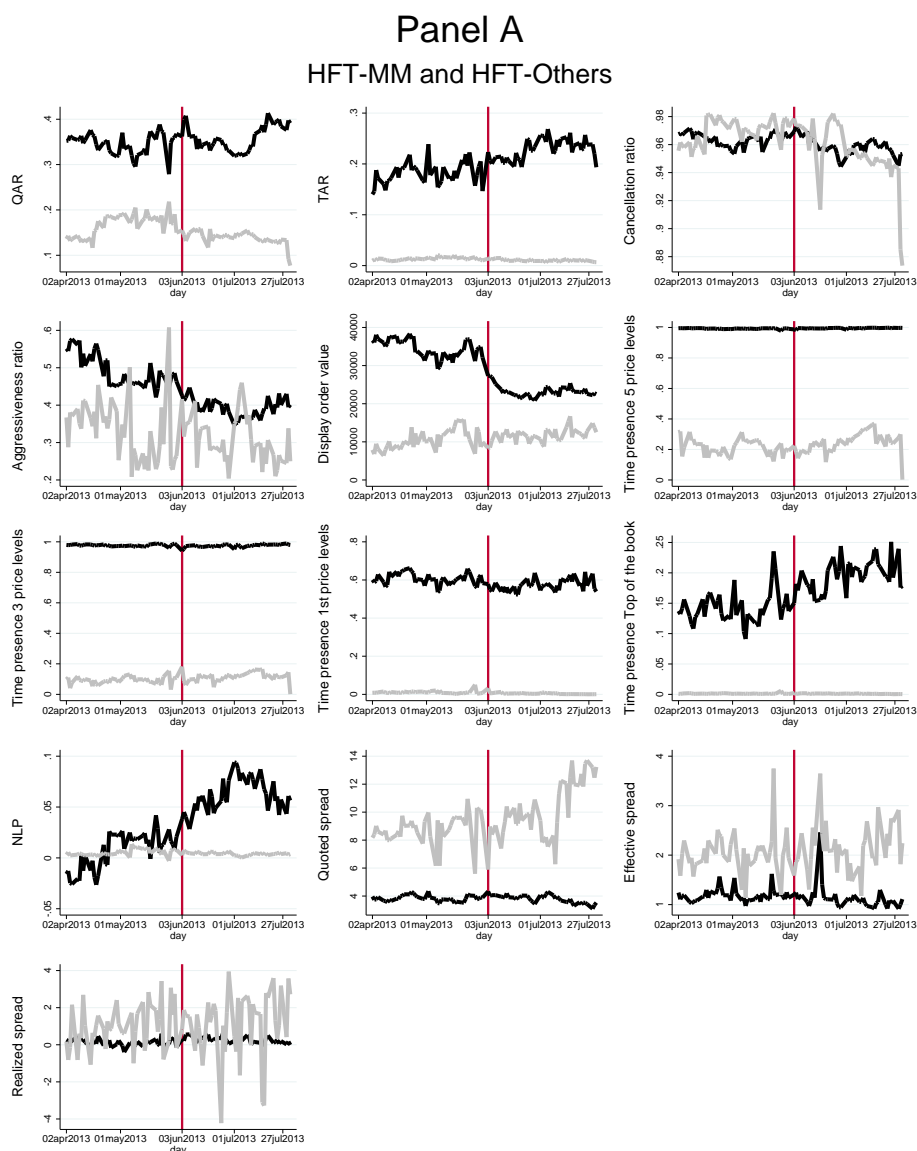 Panel A
HFT-MM and HFT-Others
QAR
.1 .2 .3 .4
02apr2013 01may2013 03jun2013 01jul2013 27jul2013
day
TAR
0 .1 .2 .3
02apr2013 01may2013 03jun2013 01jul2013 27jul2013
day
Cancellation ratio
.88 .9 .92 .94 .96 .98
02apr2013 01may2013 03jun2013 01jul2013 27jul2013
day
Aggressiveness ratio
.2 .3 .4 .5 .6
02apr2013 01may2013 03jun2013 01jul2013 27jul2013
day
Display order value
0 10000 20000 30000 40000
02apr2013 01may2013 03jun2013 01jul2013 27jul2013
day
Time presence 5 price levels
0 .2 .4 .6 .8 1
02apr2013 01may2013 03jun2013 01jul2013 27jul2013
day
Time presence 3 price levels
0 .2 .4 .6 .8 1
02apr2013 01may2013 03jun2013 01jul2013 27jul2013
day
Time presence 1st price levels
0 .2 .4 .6 .8
02apr2013 01may2013 03jun2013 01jul2013 27jul2013
day
Time presence Top of the book
0 .05 .1 .15 .2 .25
02apr2013 01may2013 03jun2013 01jul2013 27jul2013
day
NLP
-.05 0 .05 .1
02apr2013 01may2013 03jun2013 01jul2013 27jul2013
day
Quoted spread
2 4 6 8 10 12 14
02apr2013 01may2013 03jun2013 01jul2013 27jul2013
day
Effective spread
1 2 3 4
02apr2013 01may2013 03jun2013 01jul2013 27jul2013
day
Realized spread
-4 -2 0 2 4
02apr2013 01may2013 03jun2013 01jul2013 27jul2013
day